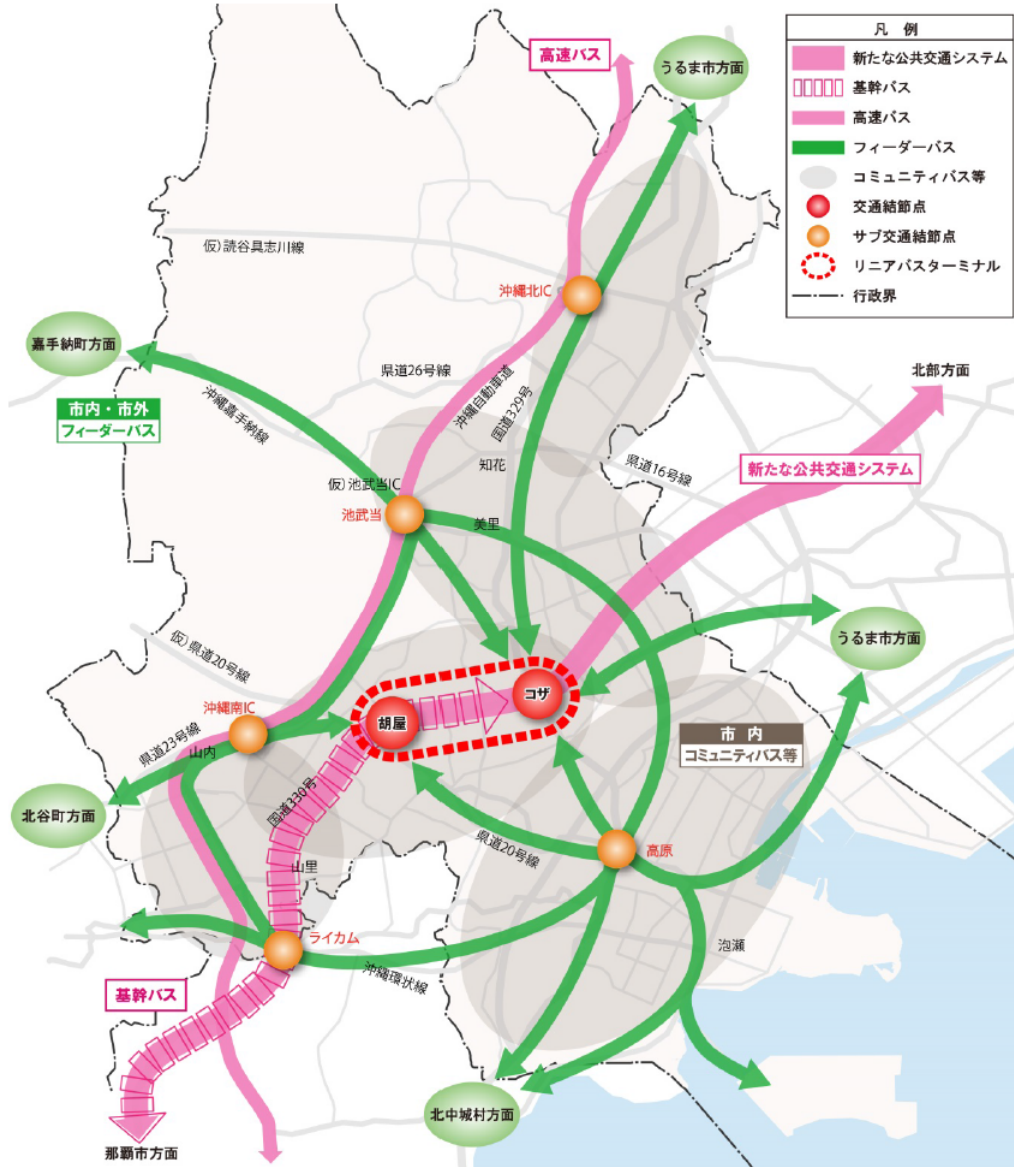 凡 例
新たな公共交通システム
基幹バス
高速バス
フィーダーバス
コミュニティバス等
交通結節点
サブ交通結節点
リニアバスターミナル
行政界
高速バス
うるま市方面
仮)読谷具志川線
沖縄北IC
嘉手納町方面
県道26号線
沖縄自動車道
国道329号
北部方面
市内・市外
フィーダーバス
沖縄嘉手納線
知花
県道16号線
新たな公共交通システム
仮)池武当IC
池武当
美里
仮)県道20号線
うるま市方面
沖縄南IC
コザ
胡屋
市 内
コミュニティバス等
県道23号線
山内
国道330号
北谷町方面
県道20号線
高原
山里
ライカム
泡瀬
沖縄環状線
基幹バス
北中城村方面
那覇市方面